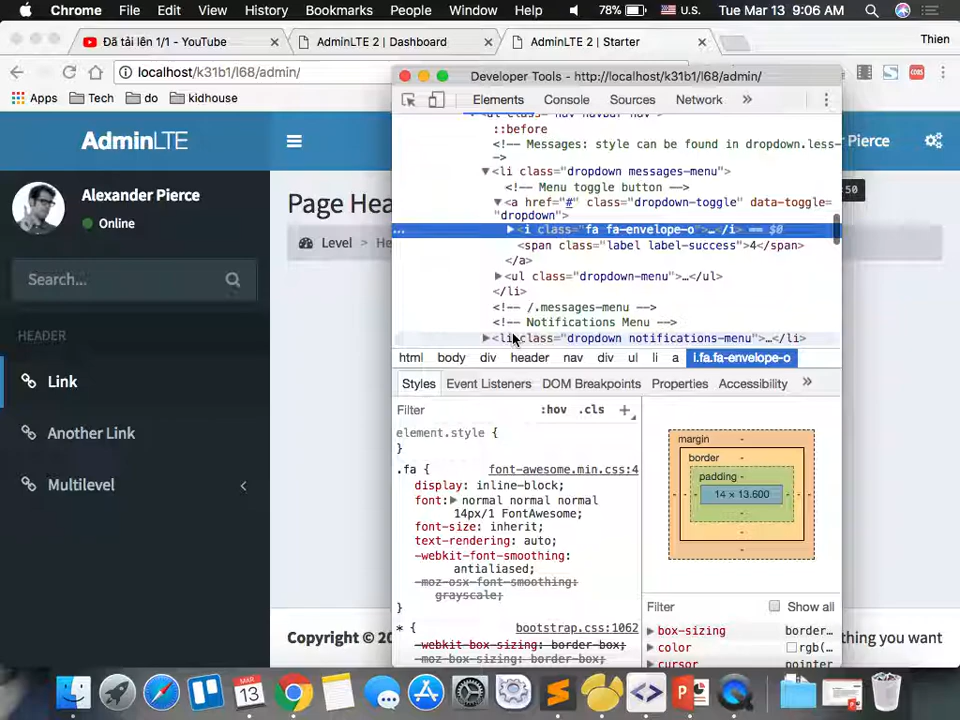 Chrome File Edit View History Bookmarks People Window Help 78% U.S. Tue Mar 13 9:06 AM
Đã tải lên 1/1 - YouTube AdminLTE 2 | Dashboard AdminLTE 2 | Starter Thien
localhost/k31b1/l68/admin/
Apps Tech do kidhouse
Developer Tools - http://localhost/k31b1/l68/admin/
Elements Console Sources Network »
AdminLTE
Pierce
Alexander Pierce
Online
Search...
HEADER
Link
Another Link
Multilevel
Page Hea
Level > He
:50
::before
<!-- Messages: style can be found in dropdown.less--
>
<li class="dropdown messages-menu">
<!-- Menu toggle button -->
<a href="#" class="dropdown-toggle" data-toggle=
"dropdown">
... <i class="fa fa-envelope-o">…</i> == $0
<span class="label label-success">4</span>
</a>
<ul class="dropdown-menu">…</ul>
</li>
<!-- /.messages-menu -->
<!-- Notifications Menu -->
<li class="dropdown notifications-menu">…</li>
html body div header nav div ul li a i.fa.fa-envelope-o
Styles Event Listeners DOM Breakpoints Properties Accessibility »
Filter :hov .cls +
element.style {
}
.fa { font-awesome.min.css:4
display: inline-block;
font: normal normal normal
14px/1 FontAwesome;
font-size: inherit;
text-rendering: auto;
-webkit-font-smoothing:
antialiased;
-moz-osx-font-smoothing:
grayscale;
}
* { bootstrap.css:1062
-webkit-box-sizing: border-box;
-moz-box-sizing: border-box;
margin -
border -
padding -
14 × 13.600
Filter Show all
box-sizing border…
color rgb(…
cursor pointer
Copyright © 20
thing you want
MAR
13